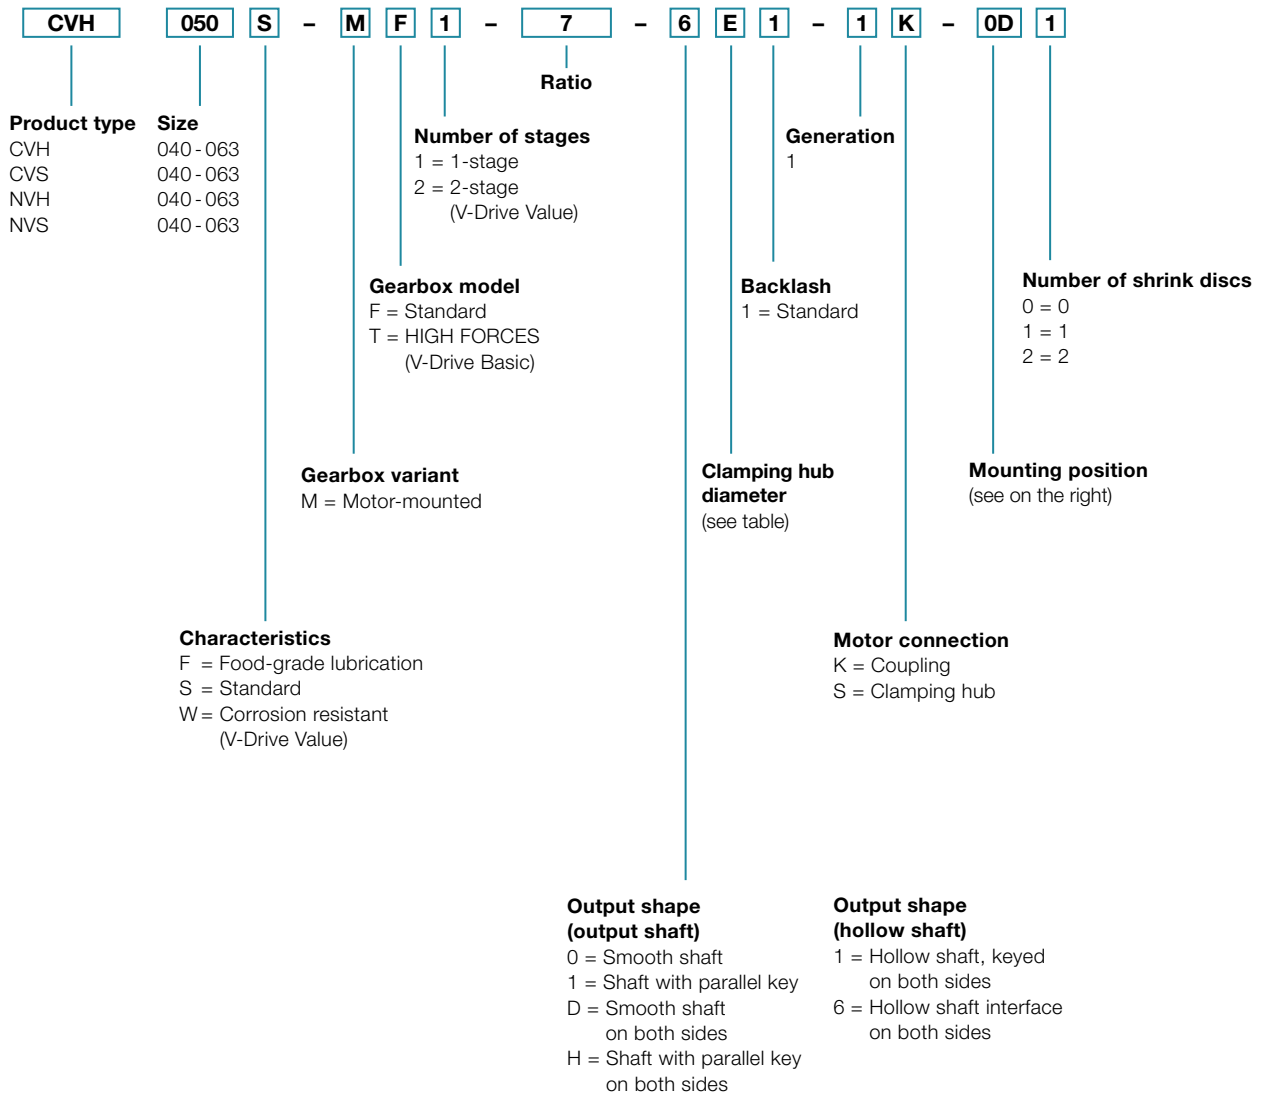 CVH 050 S – M F 1 – 7 – 6 E 1 – 1 K – 0D 1
Ratio
Product type
CVH
CVS
NVH
NVS
Size
040 - 063
040 - 063
040 - 063
040 - 063
Number of stages
1 = 1-stage
2 = 2-stage
(V-Drive Value)
Generation
1
Gearbox model
F = Standard
T = HIGH FORCES
(V-Drive Basic)
Backlash
1 = Standard
Number of shrink discs
0 = 0
1 = 1
2 = 2
Gearbox variant
M = Motor-mounted
Clamping hub
diameter
(see table)
Mounting position
(see on the right)
Characteristics
F = Food-grade lubrication
S = Standard
W = Corrosion resistant
(V-Drive Value)
Motor connection
K = Coupling
S = Clamping hub
Output shape
(output shaft)
0 = Smooth shaft
1 = Shaft with parallel key
D = Smooth shaft
on both sides
H = Shaft with parallel key
on both sides
Output shape
(hollow shaft)
1 = Hollow shaft, keyed
on both sides
6 = Hollow shaft interface
on both sides